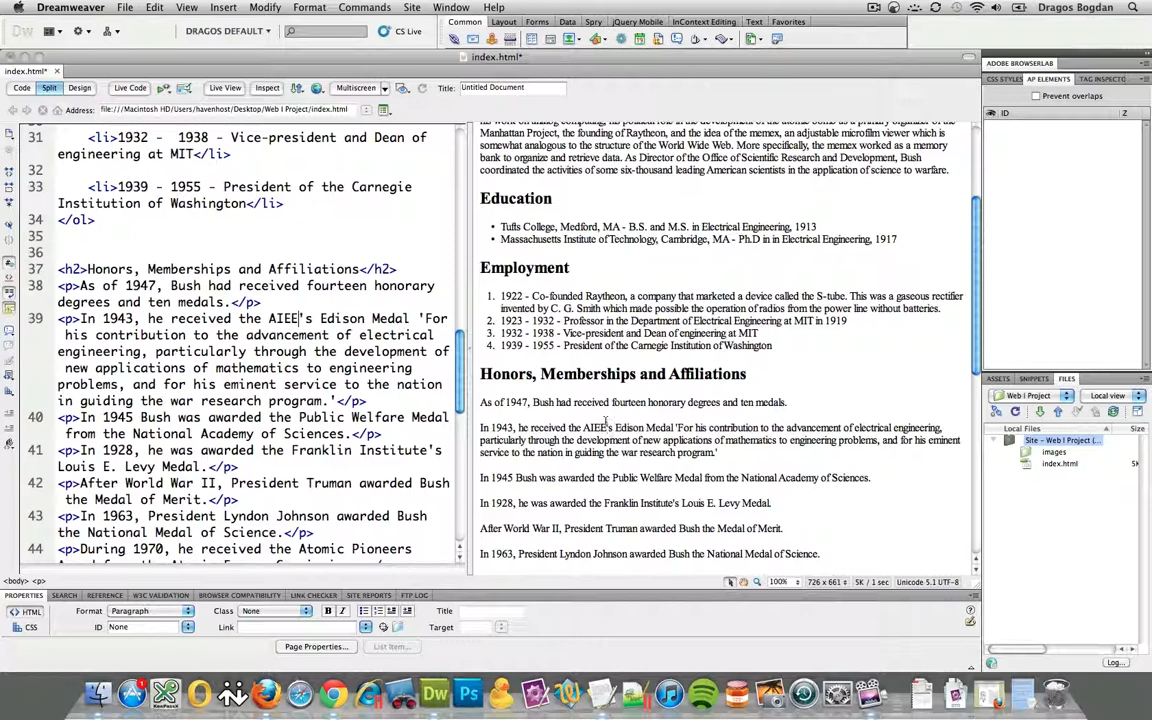 Dreamweaver File Edit View Insert Modify Format Commands Site Window Help Dragos Bogdan
Common Layout Forms Data Spry jQuery Mobile InContext Editing Text Favorites
Dw DRAGOS DEFAULT CS Live
index.html*
index.html*
Code Split Design Live Code Live View Inspect Multiscreen Title: Untitled Document
Address: file:///Macintosh HD/Users/havenhost/Desktop/Web I Project/index.html
31 <li>1932 - 1938 - Vice-president and Dean of
engineering at MIT</li>
32
33 <li>1939 - 1955 - President of the Carnegie
Institution of Washington</li>
34 </ol>
35
36
37 <h2>Honors, Memberships and Affiliations</h2>
38 <p>As of 1947, Bush had received fourteen honorary
degrees and ten medals.</p>
39 <p>In 1943, he received the AIEE's Edison Medal 'For
his contribution to the advancement of electrical
engineering, particularly through the development of
new applications of mathematics to engineering
problems, and for his eminent service to the nation
in guiding the war research program.'</p>
40 <p>In 1945 Bush was awarded the Public Welfare Medal
from the National Academy of Sciences.</p>
41 <p>In 1928, he was awarded the Franklin Institute's
Louis E. Levy Medal.</p>
42 <p>After World War II, President Truman awarded Bush
the Medal of Merit.</p>
43 <p>In 1963, President Lyndon Johnson awarded Bush
the National Medal of Science.</p>
44 <p>During 1970, he received the Atomic Pioneers
Manhattan Project, the founding of Raytheon, and the idea of the memex, an adjustable microfilm viewer which is
somewhat analogous to the structure of the World Wide Web. More specifically, the memex worked as a memory
bank to organize and retrieve data. As Director of the Office of Scientific Research and Development, Bush
coordinated the activities of some six-thousand leading American scientists in the application of science to warfare.
Education
• Tufts College, Medford, MA - B.S. and M.S. in Electrical Engineering, 1913
• Massachusetts Institute of Technology, Cambridge, MA - Ph.D in in Electrical Engineering, 1917
Employment
1. 1922 - Co-founded Raytheon, a company that marketed a device called the S-tube. This was a gaseous rectifier
invented by C. G. Smith which made possible the operation of radios from the power line without batteries.
2. 1923 - 1932 - Professor in the Department of Electrical Engineering at MIT in 1919
3. 1932 - 1938 - Vice-president and Dean of engineering at MIT
4. 1939 - 1955 - President of the Carnegie Institution of Washington
Honors, Memberships and Affiliations
As of 1947, Bush had received fourteen honorary degrees and ten medals.
In 1943, he received the AIEE's Edison Medal 'For his contribution to the advancement of electrical engineering,
particularly through the development of new applications of mathematics to engineering problems, and for his eminent
service to the nation in guiding the war research program.'
In 1945 Bush was awarded the Public Welfare Medal from the National Academy of Sciences.
In 1928, he was awarded the Franklin Institute's Louis E. Levy Medal.
After World War II, President Truman awarded Bush the Medal of Merit.
In 1963, President Lyndon Johnson awarded Bush the National Medal of Science.
<body> <p> 100% 726 x 661 5K / 1 sec Unicode 5.1 UTF-8
PROPERTIES SEARCH REFERENCE W3C VALIDATION BROWSER COMPATIBILITY LINK CHECKER SITE REPORTS FTP LOG
HTML Format Paragraph Class None B I Title
CSS ID None Link Target
Page Properties... List Item...
ADOBE BROWSERLAB
CSS STYLES AP ELEMENTS TAG INSPECTO
Prevent overlaps
ID Z
ASSETS SNIPPETS FILES
Web I Project Local view
Local Files Size
Site - Web I Project (...
images
index.html 5K
Log...
Dw Ps